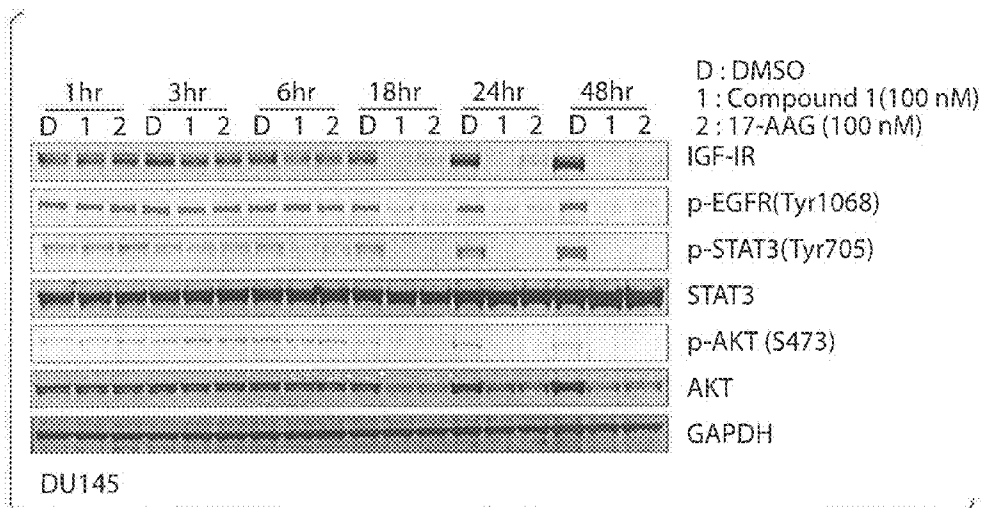 D : DMSO
1hr 3hr 6hr 18hr 24hr 48hr 1 : Compound 1(100 nM)
D 1 2 D 1 2 D 1 2 D 1 2 D 1 2 D 1 2 2 : 17-AAG (100 nM)
IGF-IR
p-EGFR(Tyr1068)
p-STAT3(Tyr705)
STAT3
p-AKT (S473)
AKT
GAPDH
DU145